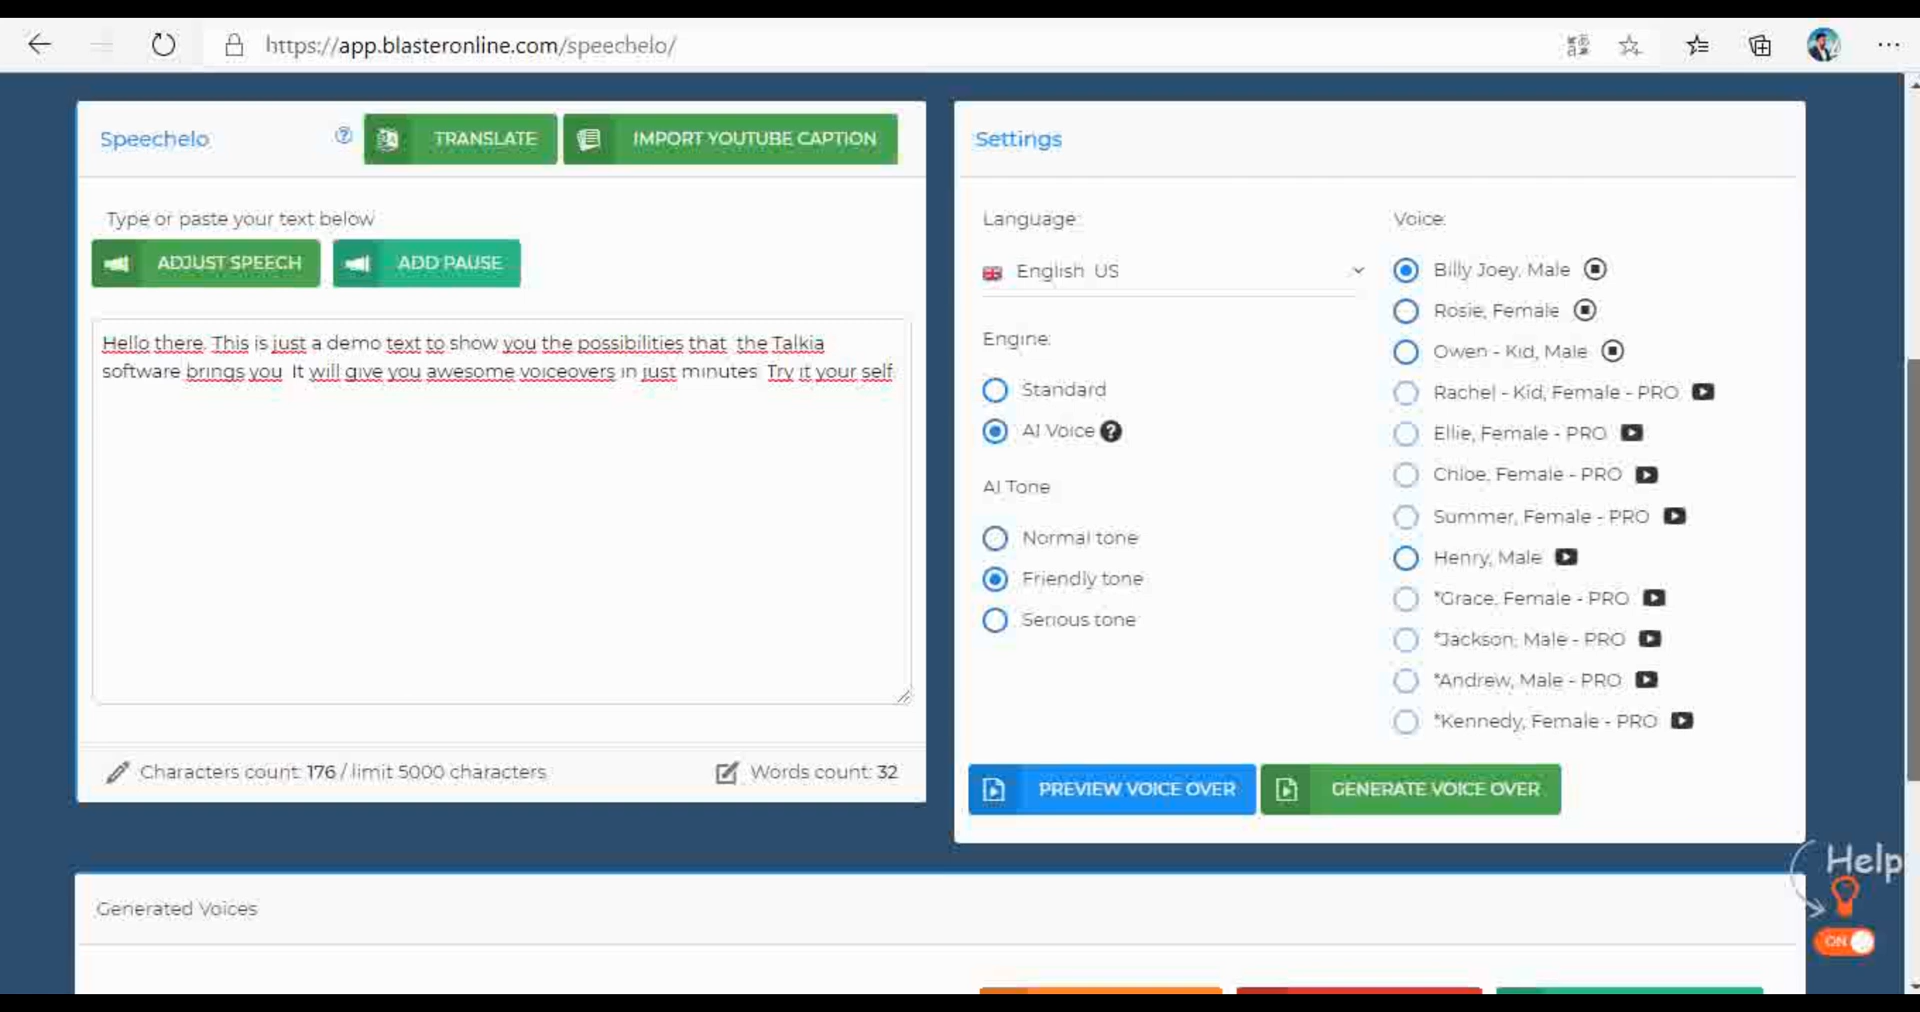 https://app.blasteronline.com/speechelo/
Speechelo
TRANSLATE
IMPORT YOUTUBE CAPTION
Type or paste your text below
ADJUST SPEECH
ADD PAUSE
Hello there. This is just a demo text to show you the possibilities that the Talkia
software brings you. It will give you awesome voiceovers in just minutes. Try it your self.
Characters count: 176 / limit 5000 characters
Words count: 32
Settings
Language:
English US
Engine:
Standard
AI Voice
AI Tone
Normal tone
Friendly tone
Serious tone
Voice:
Billy Joey, Male
Rosie, Female
Owen - Kid, Male
Rachel - Kid, Female - PRO
Ellie, Female - PRO
Chloe, Female - PRO
Summer, Female - PRO
Henry, Male
*Grace, Female - PRO
*Jackson, Male - PRO
*Andrew, Male - PRO
*Kennedy, Female - PRO
PREVIEW VOICE OVER
GENERATE VOICE OVER
Help
ON
Generated Voices